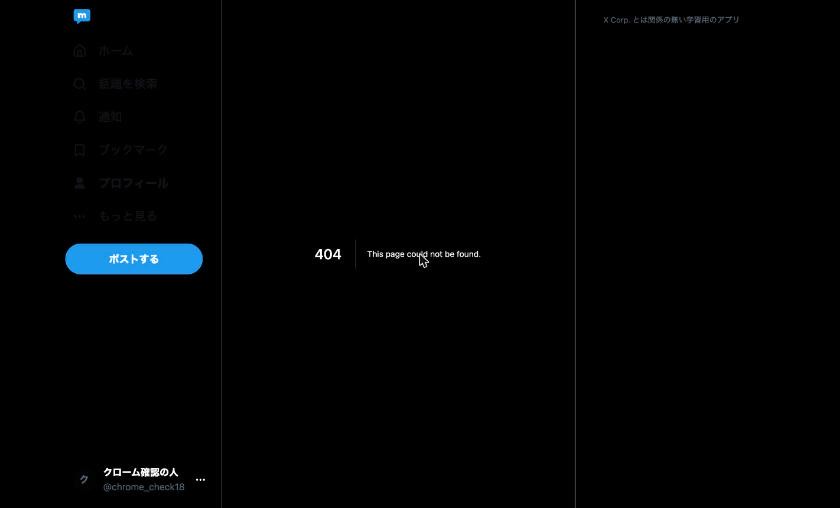 m
ホーム
話題を検索
通知
ブックマーク
プロフィール
もっと見る
ポストする
404
This page could not be found.
X Corp. とは関係の無い学習用のアプリ
ク
クローム確認の人
@chrome_check18